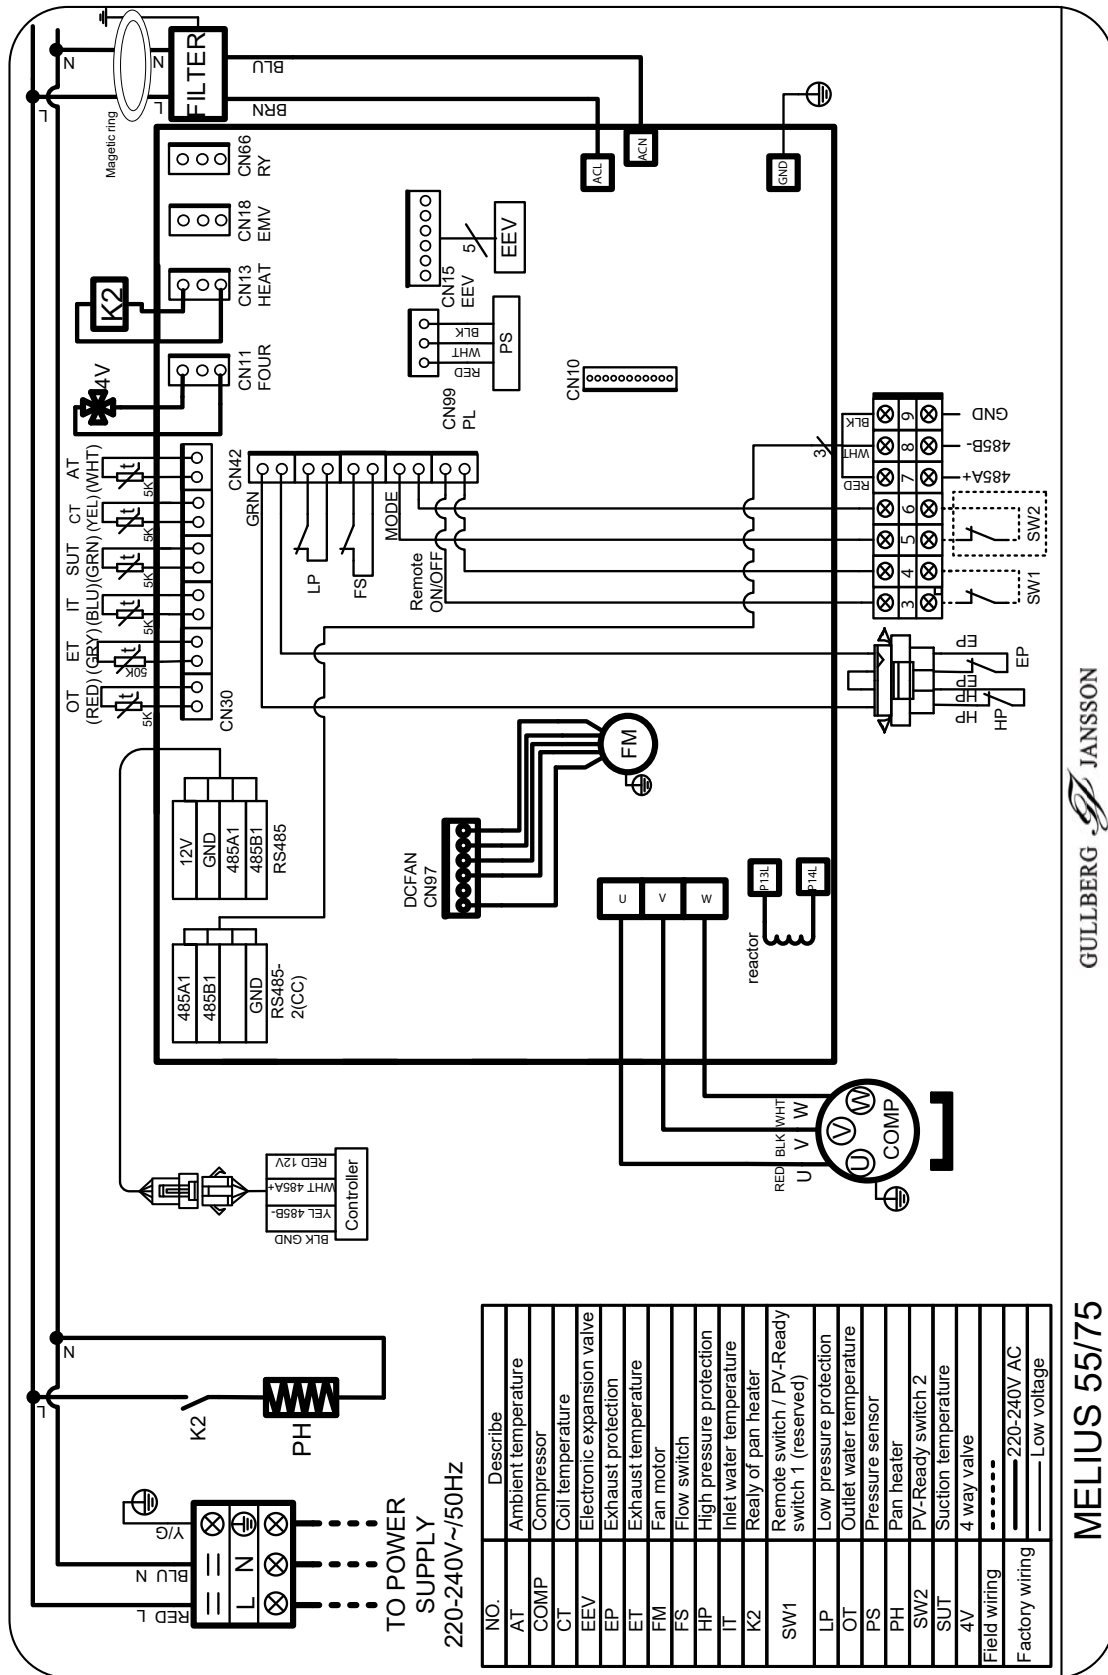 L
N
Magetic ring
N
L
FILTER
BLU
BRN
ACL
ACN
GND
CN66
RY
CN18
EMV
K2
CN13
HEAT
4V
CN11
FOUR
CN15
EEV
5
EEV
CN99
PL
RED
WHT
BLK
PS
CN10
AT
(WHT)
CT
(YEL)
SUT
(GRN)
IT
(BLU)
ET
(GRY)
OT
(RED)
t
5K
t
5K
t
5K
t
5K
t
50K
t
5K
CN30
CN42
GRN
LP
FS
MODE
Remote
ON/OFF
12V
GND
485A1
485B1
RS485
485A1
485B1
GND
RS485-
2(CC)
DCFAN
CN97
FM
U
V
W
P13L
P14L
reactor
3
RED
WHT
BLK
3
4
5
6
7
8
9
GND
485B-
485A+
SW2
SW1
EP
EP
EP
HP
HP
HP
RED
BLK
WHT
U
V
W
U
V
W
COMP
RED 12V
WHT 485A+
YEL 485B-
BLK GND
Controller
L
N
K2
PH
Y/G
BLU N
RED L
L
N
TO POWER
SUPPLY
220-240V~/50Hz
NO. Describe
AT Ambient temperature
COMP Compressor
CT Coil temperature
EEV Electronic expansion valve
EP Exhaust protection
ET Exhaust temperature
FM Fan motor
FS Flow switch
HP High pressure protection
IT Inlet water temperature
K2 Realy of pan heater
SW1 Remote switch / PV-Ready
switch 1 (reserved)
LP Low pressure protection
OT Outlet water temperature
PS Pressure sensor
PH Pan heater
SW2 PV-Ready switch 2
SUT Suction temperature
4V 4 way valve
Field wiring
Factory wiring
220-240V AC
Low voltage
MELIUS 55/75
GULLBERG & JANSSON